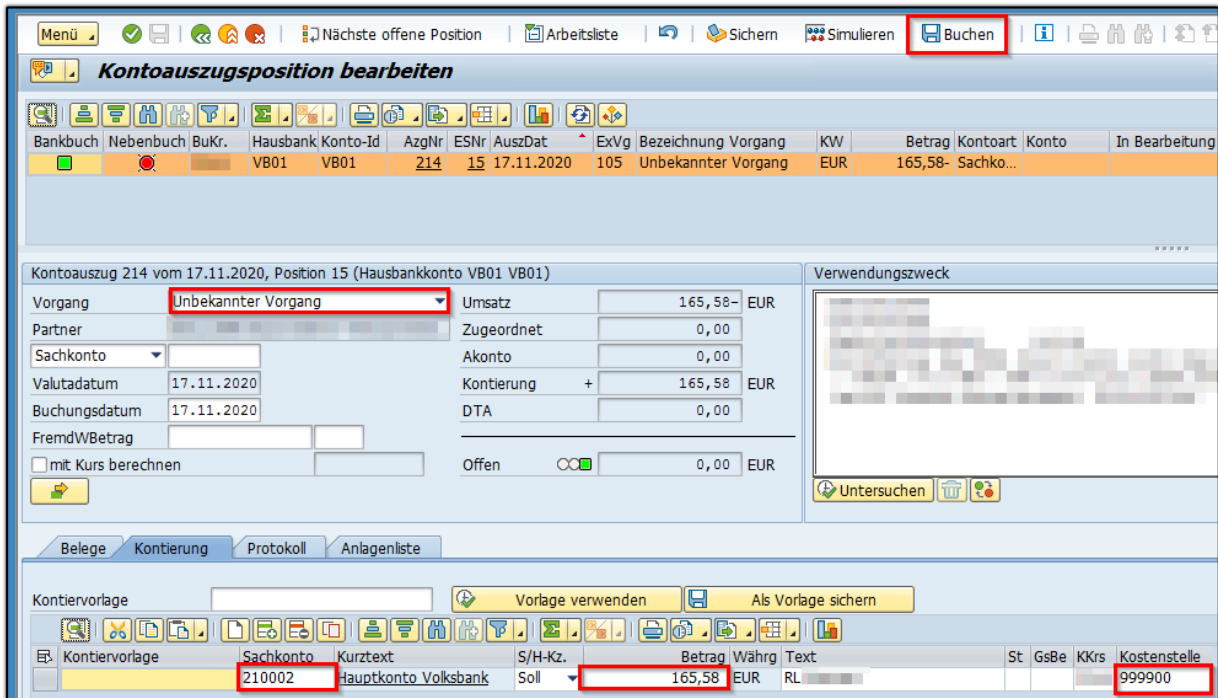 Menü Nächste offene Position Arbeitsliste Sichern Simulieren Buchen
Kontoauszugsposition bearbeiten
Bankbuch Nebenbuch BuKr. Hausbank Konto-Id AzgNr ESNr AuszDat ExVg Bezeichnung Vorgang KW Betrag Kontoart Konto In Bearbeitung
VB01 VB01 214 15 17.11.2020 105 Unbekannter Vorgang EUR 165,58- Sachko...
Kontoauszug 214 vom 17.11.2020, Position 15 (Hausbankkonto VB01 VB01) Verwendungszweck
Vorgang Unbekannter Vorgang Umsatz 165,58- EUR
Partner Zugeordnet 0,00
Sachkonto Akonto 0,00
Valutadatum 17.11.2020 Kontierung + 165,58 EUR
Buchungsdatum 17.11.2020 DTA 0,00
FremdWBetrag
mit Kurs berechnen Offen 0,00 EUR
Untersuchen
Belege Kontierung Protokoll Anlagenliste
Kontiervorlage Vorlage verwenden Als Vorlage sichern
Kontiervorlage Sachkonto Kurztext S/H-Kz. Betrag Währg Text St GsBe KKrs Kostenstelle
210002 Hauptkonto Volksbank Soll 165,58 EUR RL 999900